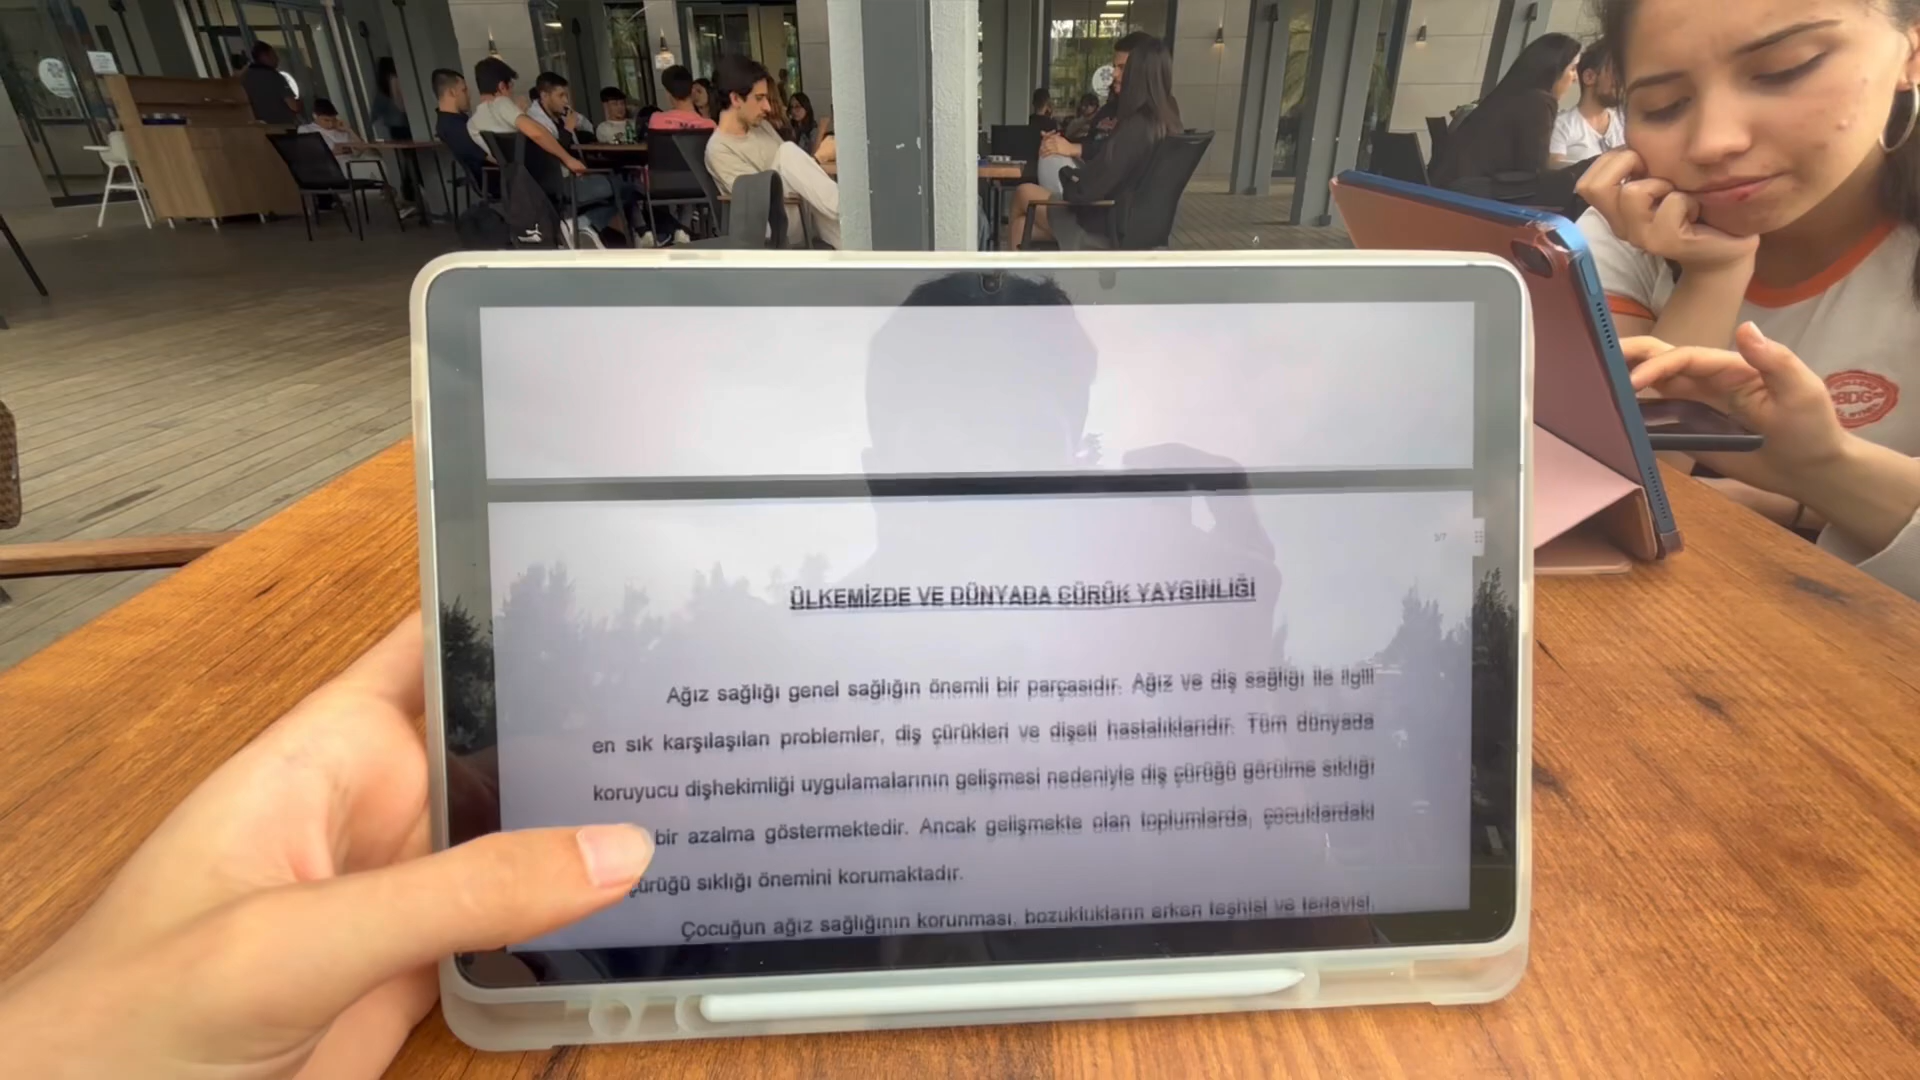 3/7
ÜLKEMİZDE VE DÜNYADA ÇÜRÜK YAYGINLIĞI
Ağız sağlığı genel sağlığın önemli bir parçasıdır. Ağız ve diş sağlığı ile ilgili
en sık karşılaşılan problemler, diş çürükleri ve dişeti hastalıklarıdır. Tüm dünyada
koruyucu dişhekimliği uygulamalarının gelişmesi nedeniyle diş çürüğü görülme sıklığı
bir azalma göstermektedir. Ancak gelişmekte olan toplumlarda, çocuklardaki
çürüğü sıklığı önemini korumaktadır.
Çocuğun ağız sağlığının korunması, bozuklukların erken teşhisi ve tedavisi,
BDG